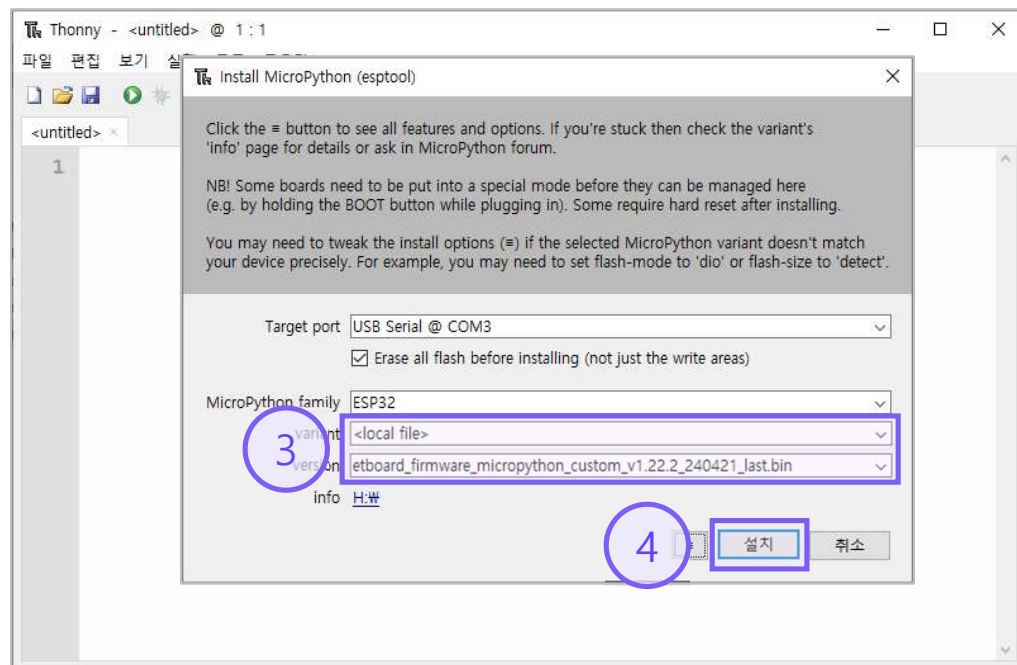 Thonny - <untitled> @ 1 : 1
파일 편집 보기
Install MicroPython (esptool)
<untitled>
1
Click the ≡ button to see all features and options. If you're stuck then check the variant's
'info' page for details or ask in MicroPython forum.
NB! Some boards need to be put into a special mode before they can be managed here
(e.g. by holding the BOOT button while plugging in). Some require hard reset after installing.
You may need to tweak the install options (≡) if the selected MicroPython variant doesn't match
your device precisely. For example, you may need to set flash-mode to 'dio' or flash-size to 'detect'.
Target port USB Serial @ COM3
Erase all flash before installing (not just the write areas)
MicroPython family ESP32
variant <local file>
3
version etboard_firmware_micropython_custom_v1.22.2_240421_last.bin
info H:₩
4 설치 취소